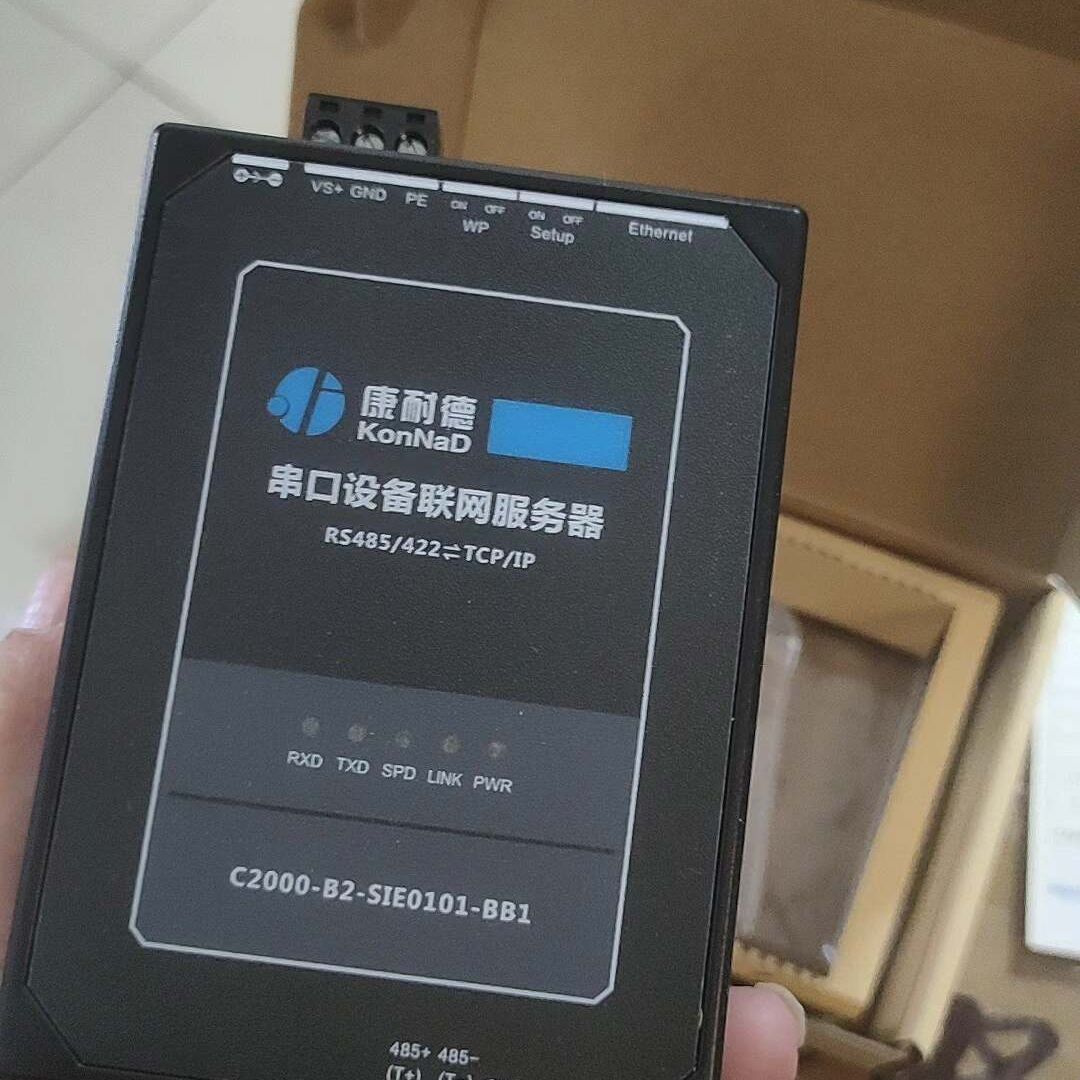 VS+ GND PE ON OFF ON OFF Ethernet
WP Setup
康耐德
KonNaD
串口设备联网服务器
RS485/422⇌TCP/IP
RXD TXD SPD LINK PWR
C2000-B2-SIE0101-BB1
485+ 485-
(T+)